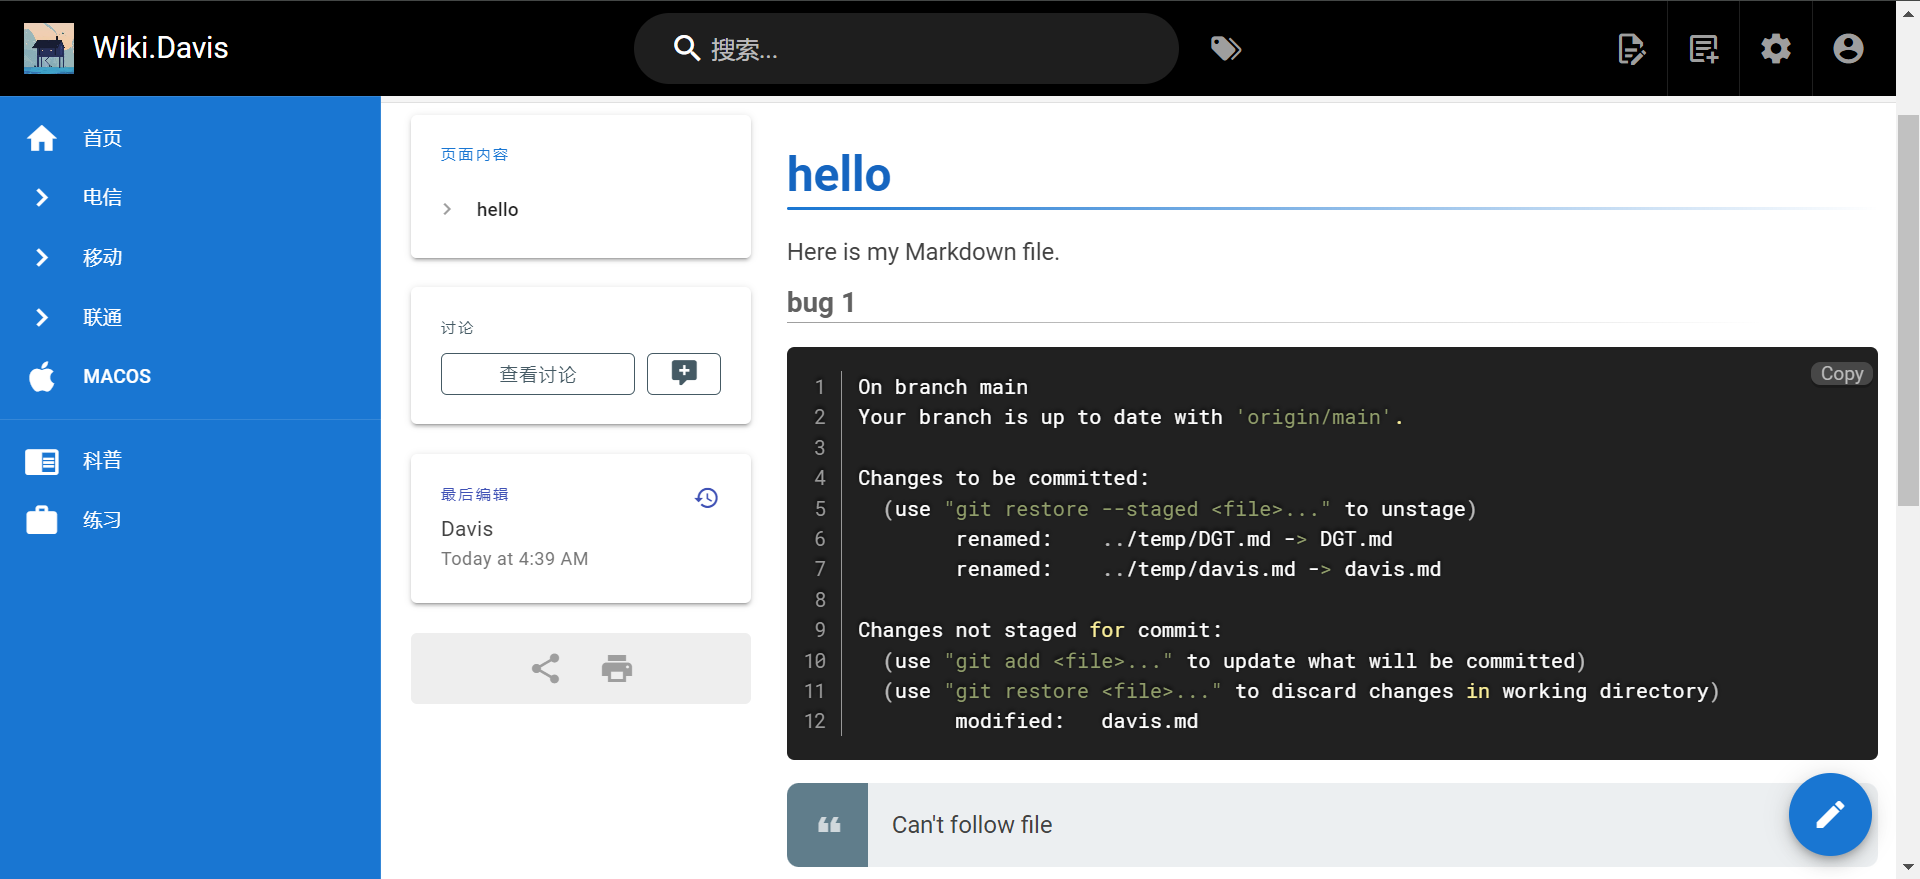 Wiki.Davis
搜索...
首页
电信
移动
联通
MACOS
科普
练习
页面内容
hello
讨论
查看讨论
最后编辑
Davis
Today at 4:39 AM
hello
Here is my Markdown file.
bug 1
Copy
1 On branch main
2 Your branch is up to date with 'origin/main'.
3
4 Changes to be committed:
5   (use "git restore --staged <file>..." to unstage)
6         renamed:    ../temp/DGT.md -> DGT.md
7         renamed:    ../temp/davis.md -> davis.md
8
9 Changes not staged for commit:
10   (use "git add <file>..." to update what will be committed)
11   (use "git restore <file>..." to discard changes in working directory)
12         modified:   davis.md
Can't follow file